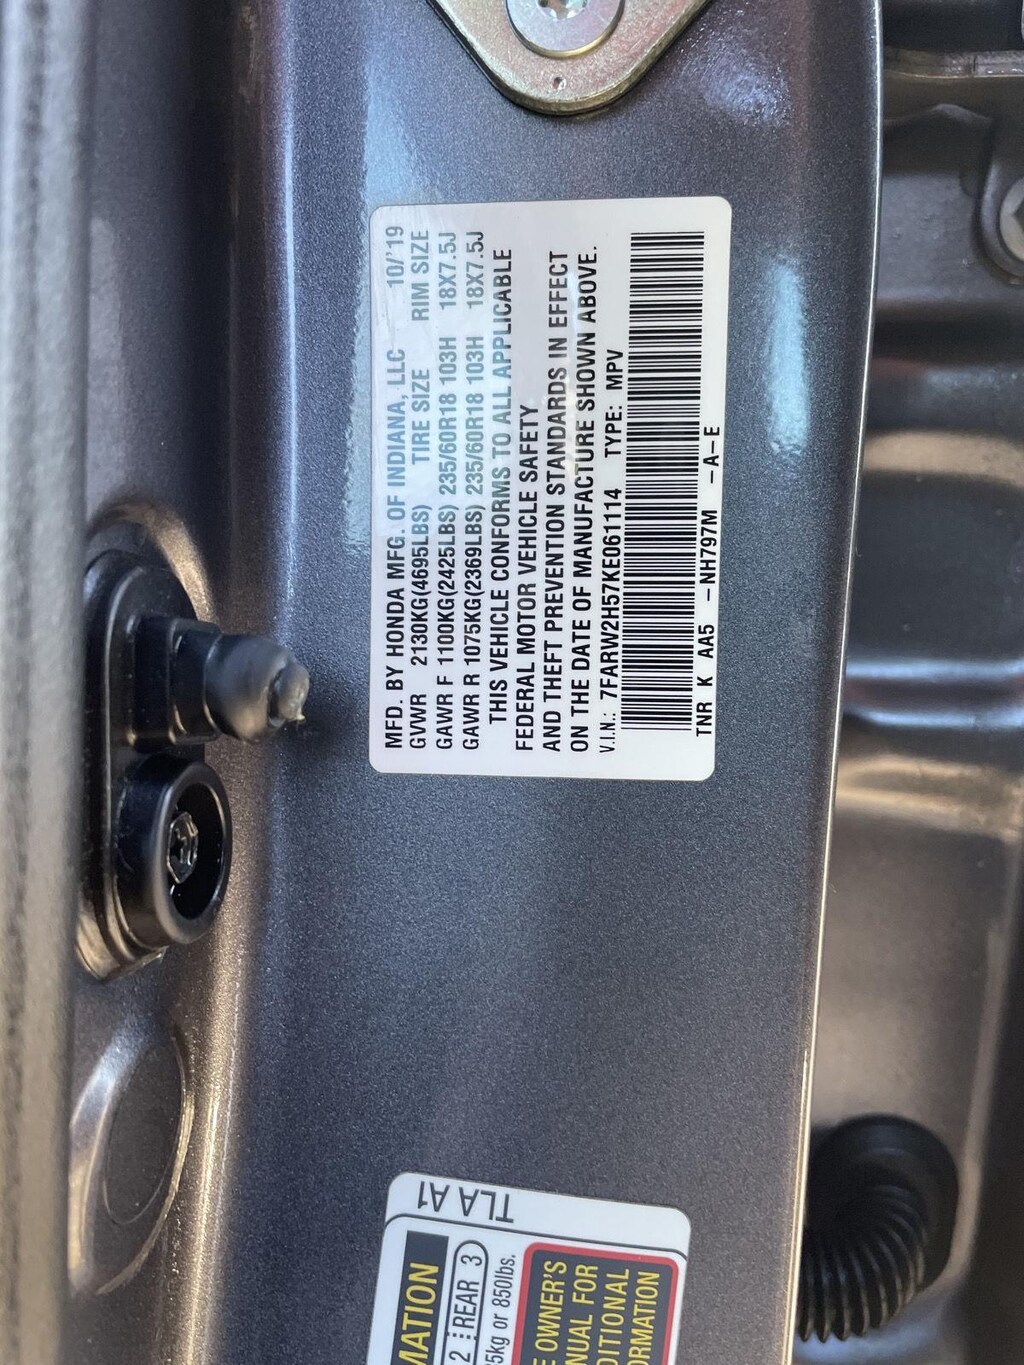 MFD. BY HONDA MFG. OF INDIANA, LLC 10/'19
GVWR 2130KG(4695LBS) TIRE SIZE RIM SIZE
GAWR F 1100KG(2425LBS) 235/60R18 103H 18X7.5J
GAWR R 1075KG(2369LBS) 235/60R18 103H 18X7.5J
THIS VEHICLE CONFORMS TO ALL APPLICABLE
FEDERAL MOTOR VEHICLE SAFETY
AND THEFT PREVENTION STANDARDS IN EFFECT
ON THE DATE OF MANUFACTURE SHOWN ABOVE.
V.I.N.: 7FARW2H57KE061114 TYPE: MPV
TNR K AA5 -NH797M -A-E
TLA A1
MATION
2 REAR 3
5kg or 850lbs.
E OWNER'S
NUAL FOR
DITIONAL
ORMATION